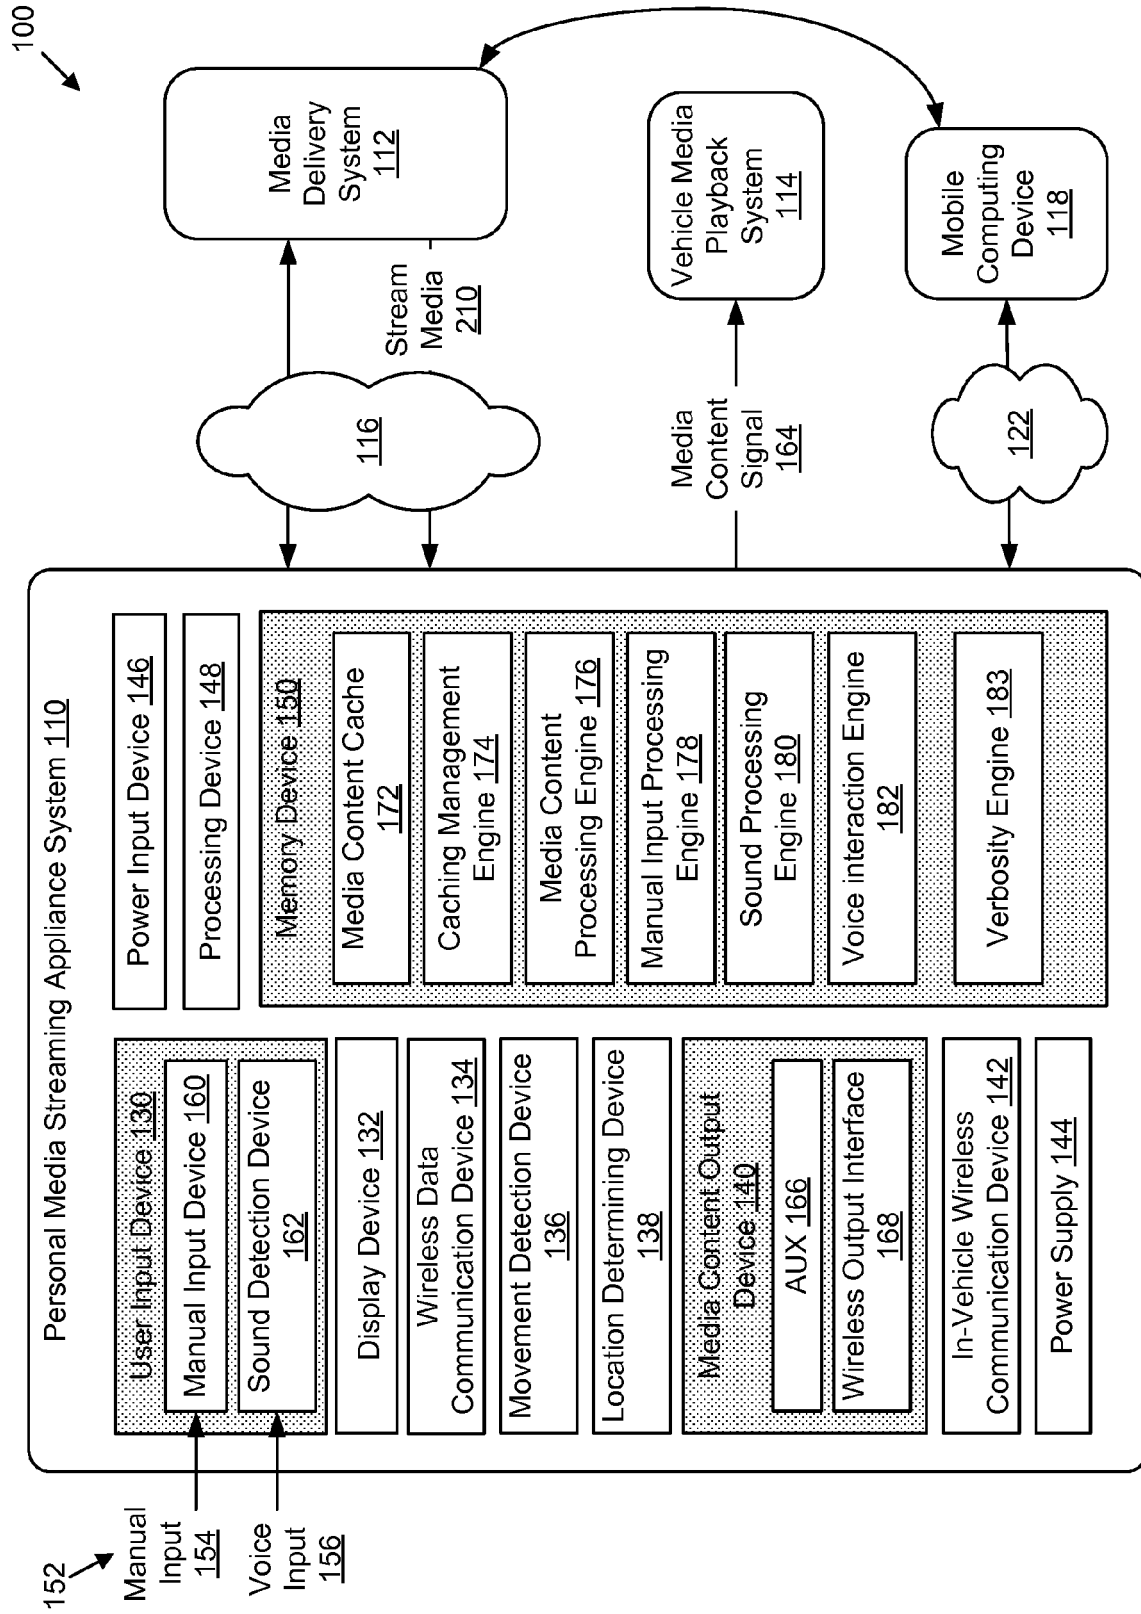 100
152
Manual
Input
154
Voice
Input
156
Personal Media Streaming Appliance System 110
User Input Device 130
Manual Input Device 160
Sound Detection Device
162
Display Device 132
Wireless Data
Communication Device 134
Movement Detection Device
136
Location Determining Device
138
Media Content Output
Device 140
AUX 166
Wireless Output Interface
168
In-Vehicle Wireless
Communication Device 142
Power Supply 144
Power Input Device 146
Processing Device 148
Memory Device 150
Media Content Cache
172
Caching Management
Engine 174
Media Content
Processing Engine 176
Manual Input Processing
Engine 178
Sound Processing
Engine 180
Voice interaction Engine
182
Verbosity Engine 183
116
Stream
Media
210
Media
Content
Signal
164
122
Media
Delivery
System
112
Vehicle Media
Playback
System
114
Mobile
Computing
Device
118